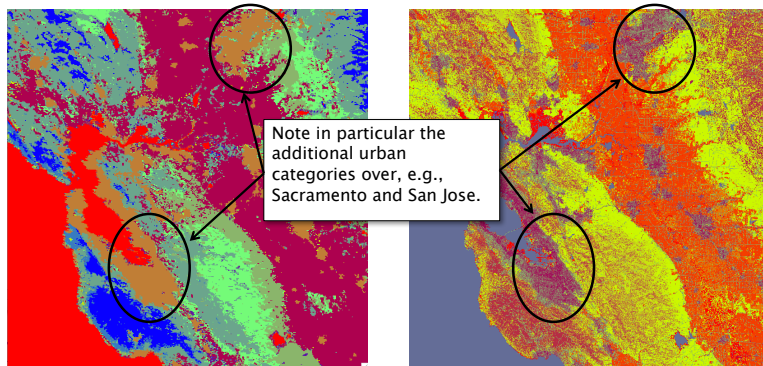 Note in particular the
additional urban
categories over, e.g.,
Sacramento and San Jose.